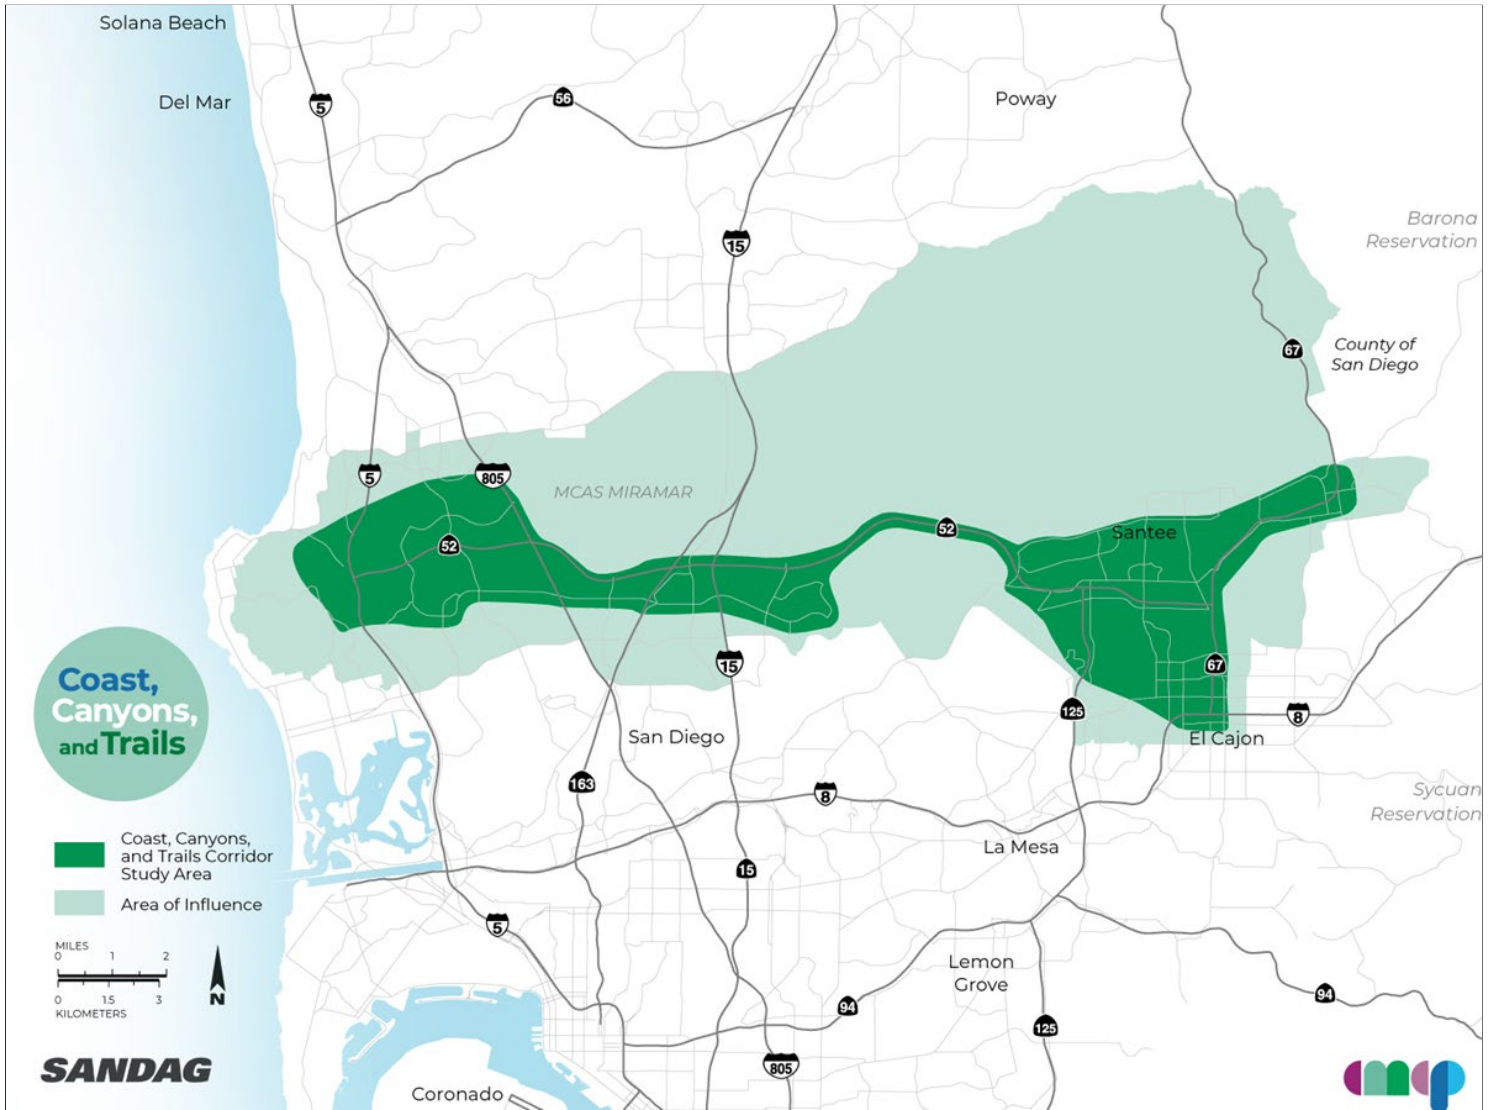 Solana Beach
Del Mar
5
56
Poway
15
Barona
Reservation
67
County of
San Diego
5
805
MCAS MIRAMAR
52
52
Santee
15
67
125
8
El Cajon
Coast,
Canyons,
and Trails
San Diego
163
8
Sycuan
Reservation
La Mesa
15
Coast, Canyons,
and Trails Corridor
Study Area
Area of Influence
5
MILES
0 1 2
0 1.5 3
KILOMETERS
N
Lemon
Grove
94
94
125
805
SANDAG
Coronado
cmcp